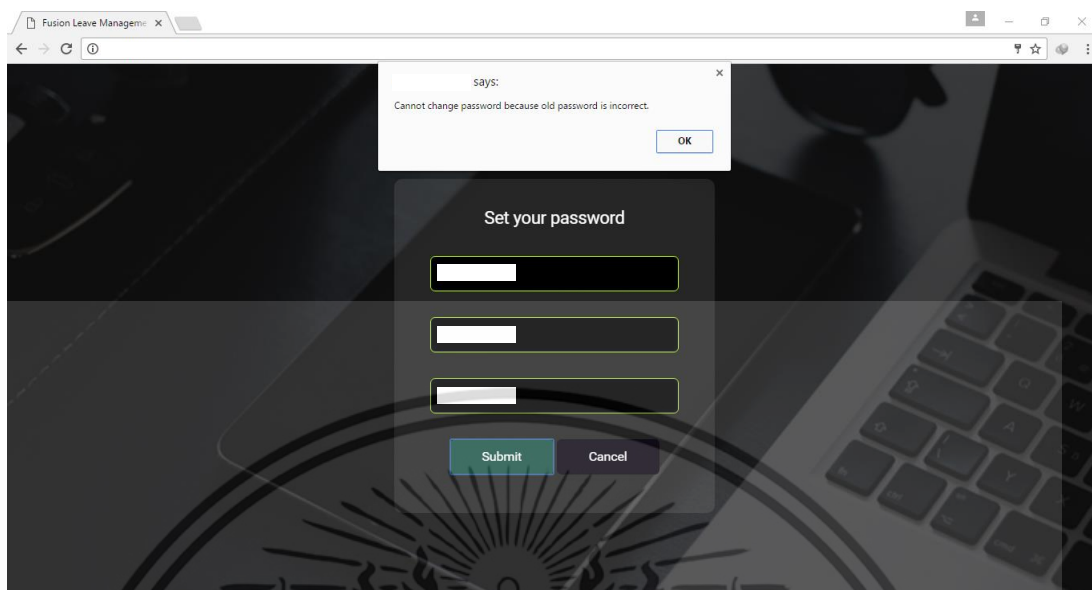 Fusion Leave Manageme
says:
Cannot change password because old password is incorrect.
OK
Set your password
Submit
Cancel